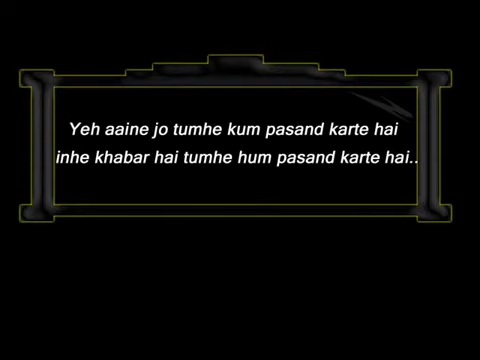 Yeh aaine jo tumhe kum pasand karte hai
inhe khabar hai tumhe hum pasand karte hai..